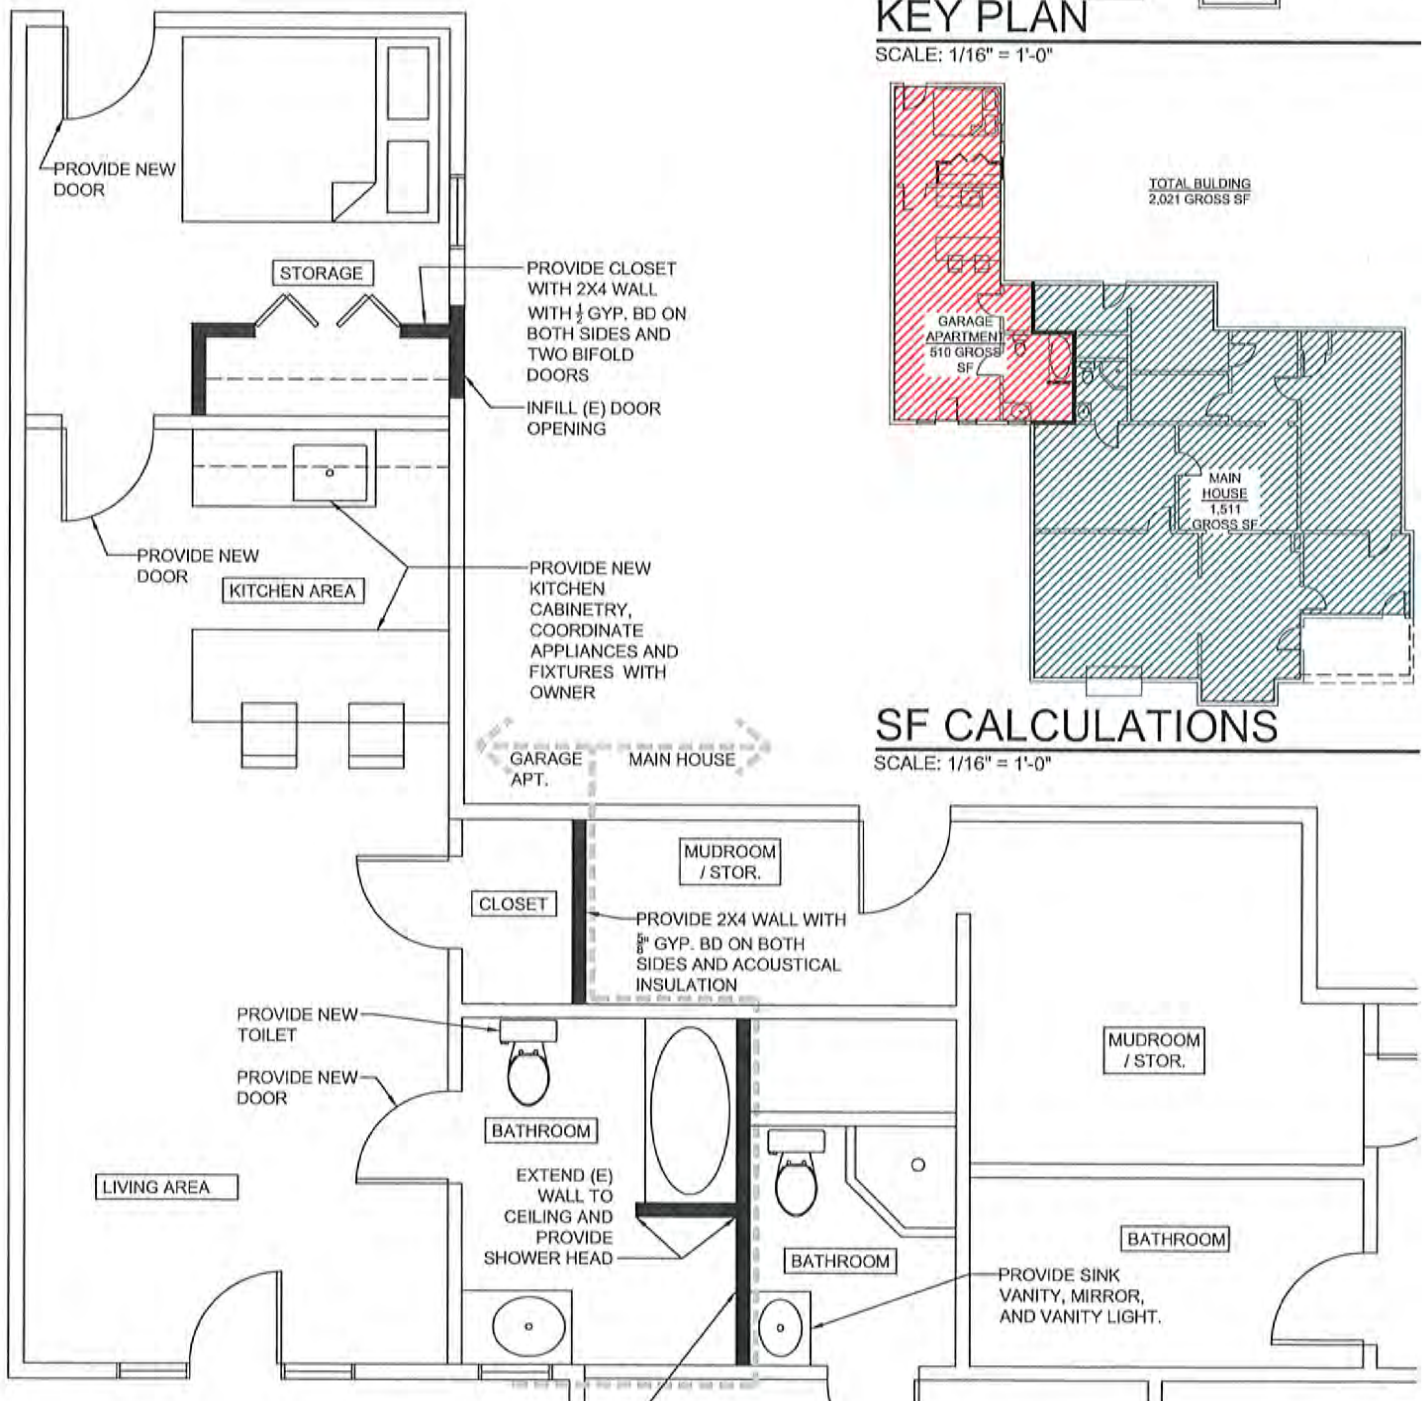 KEY PLAN
SCALE: 1/16" = 1'-0"
TOTAL BULDING
2,021 GROSS SF
GARAGE
APARTMENT
510 GROSS
SF
MAIN
HOUSE
1,511
GROSS SF
SF CALCULATIONS
SCALE: 1/16" = 1'-0"
PROVIDE NEW
DOOR
STORAGE
PROVIDE CLOSET
WITH 2X4 WALL
WITH ½ GYP. BD ON
BOTH SIDES AND
TWO BIFOLD
DOORS
INFILL (E) DOOR
OPENING
PROVIDE NEW
DOOR
KITCHEN AREA
PROVIDE NEW
KITCHEN
CABINETRY,
COORDINATE
APPLIANCES AND
FIXTURES WITH
OWNER
GARAGE
APT.
MAIN HOUSE
MUDROOM
/ STOR.
CLOSET
PROVIDE 2X4 WALL WITH
⅝" GYP. BD ON BOTH
SIDES AND ACOUSTICAL
INSULATION
PROVIDE NEW
TOILET
PROVIDE NEW
DOOR
MUDROOM
/ STOR.
BATHROOM
LIVING AREA
EXTEND (E)
WALL TO
CEILING AND
PROVIDE
SHOWER HEAD
BATHROOM
BATHROOM
PROVIDE SINK
VANITY, MIRROR,
AND VANITY LIGHT.